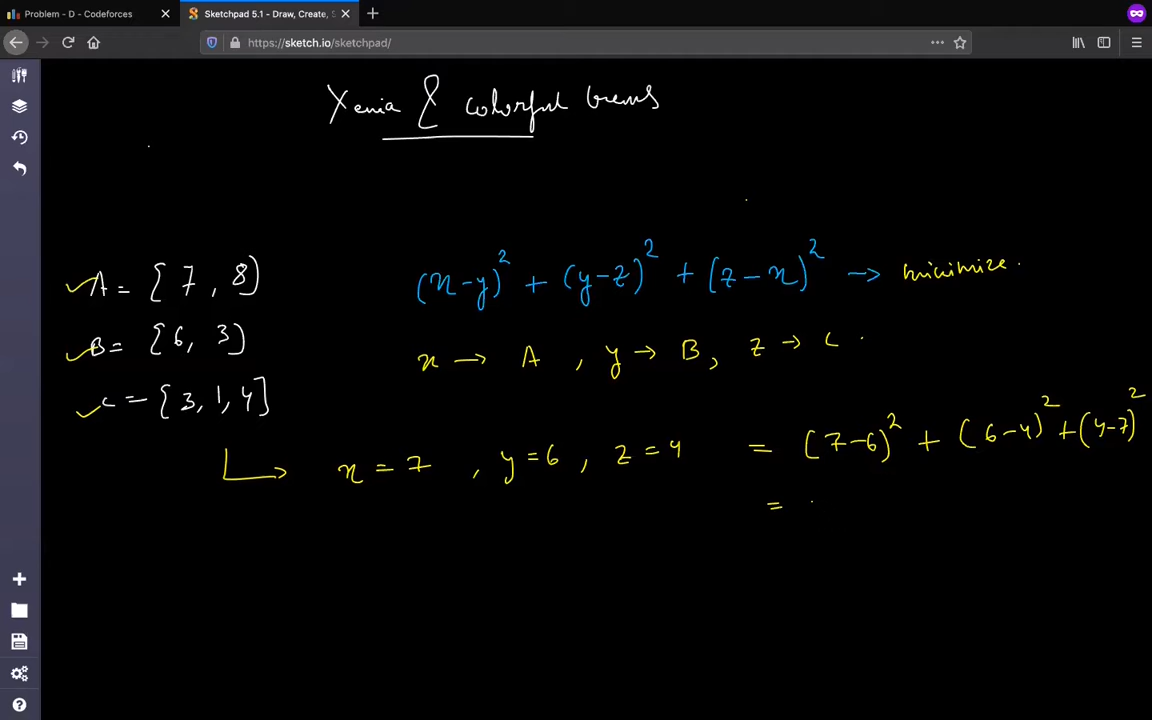 Problem - D - Codeforces
Sketchpad 5.1 - Draw, Create, S
https://sketch.io/sketchpad/
Xenia & colorful
A = {7, 8}
(x-y)² + (y-z)² + (z-x)² → minimize.
B = {6, 3}
x → A, y → B, z → C.
C = {3, 1, 4}
x = 7, y = 6, z = 4 = (7-6)² + (6-4)² + (4-7)²
=